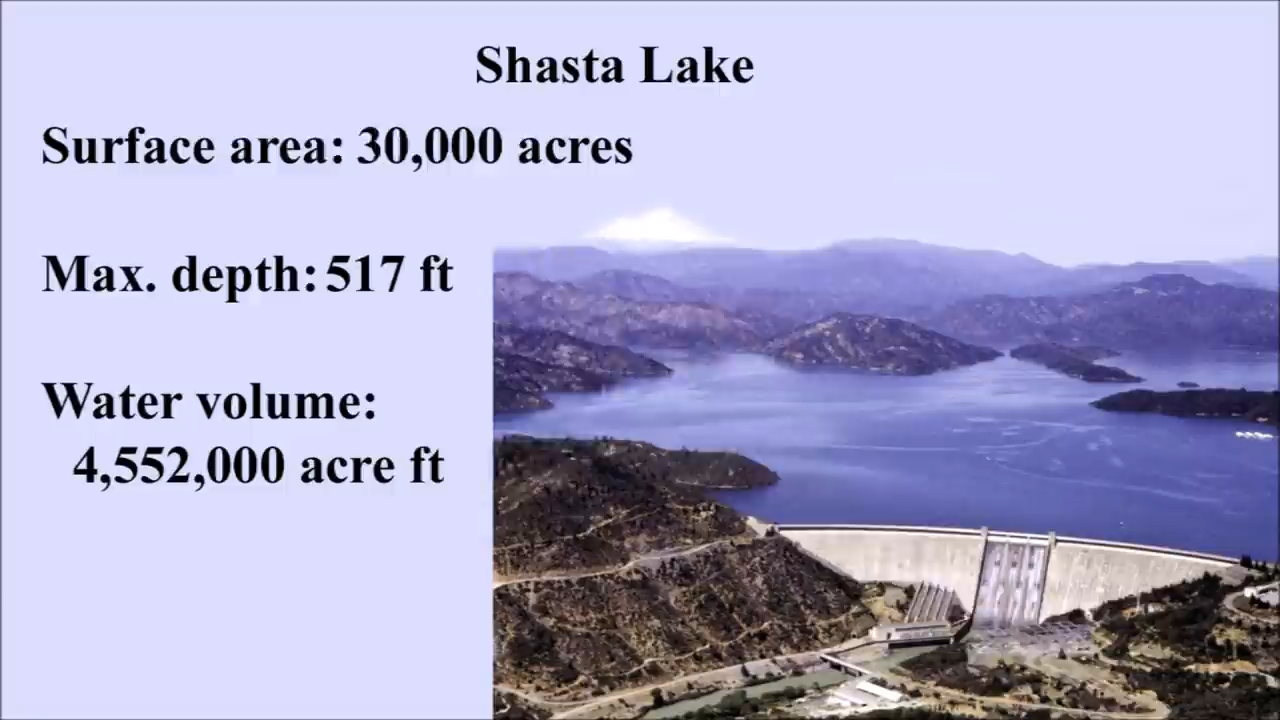 Shasta Lake
Surface area: 30,000 acres
Max. depth: 517 ft
Water volume:
4,552,000 acre ft